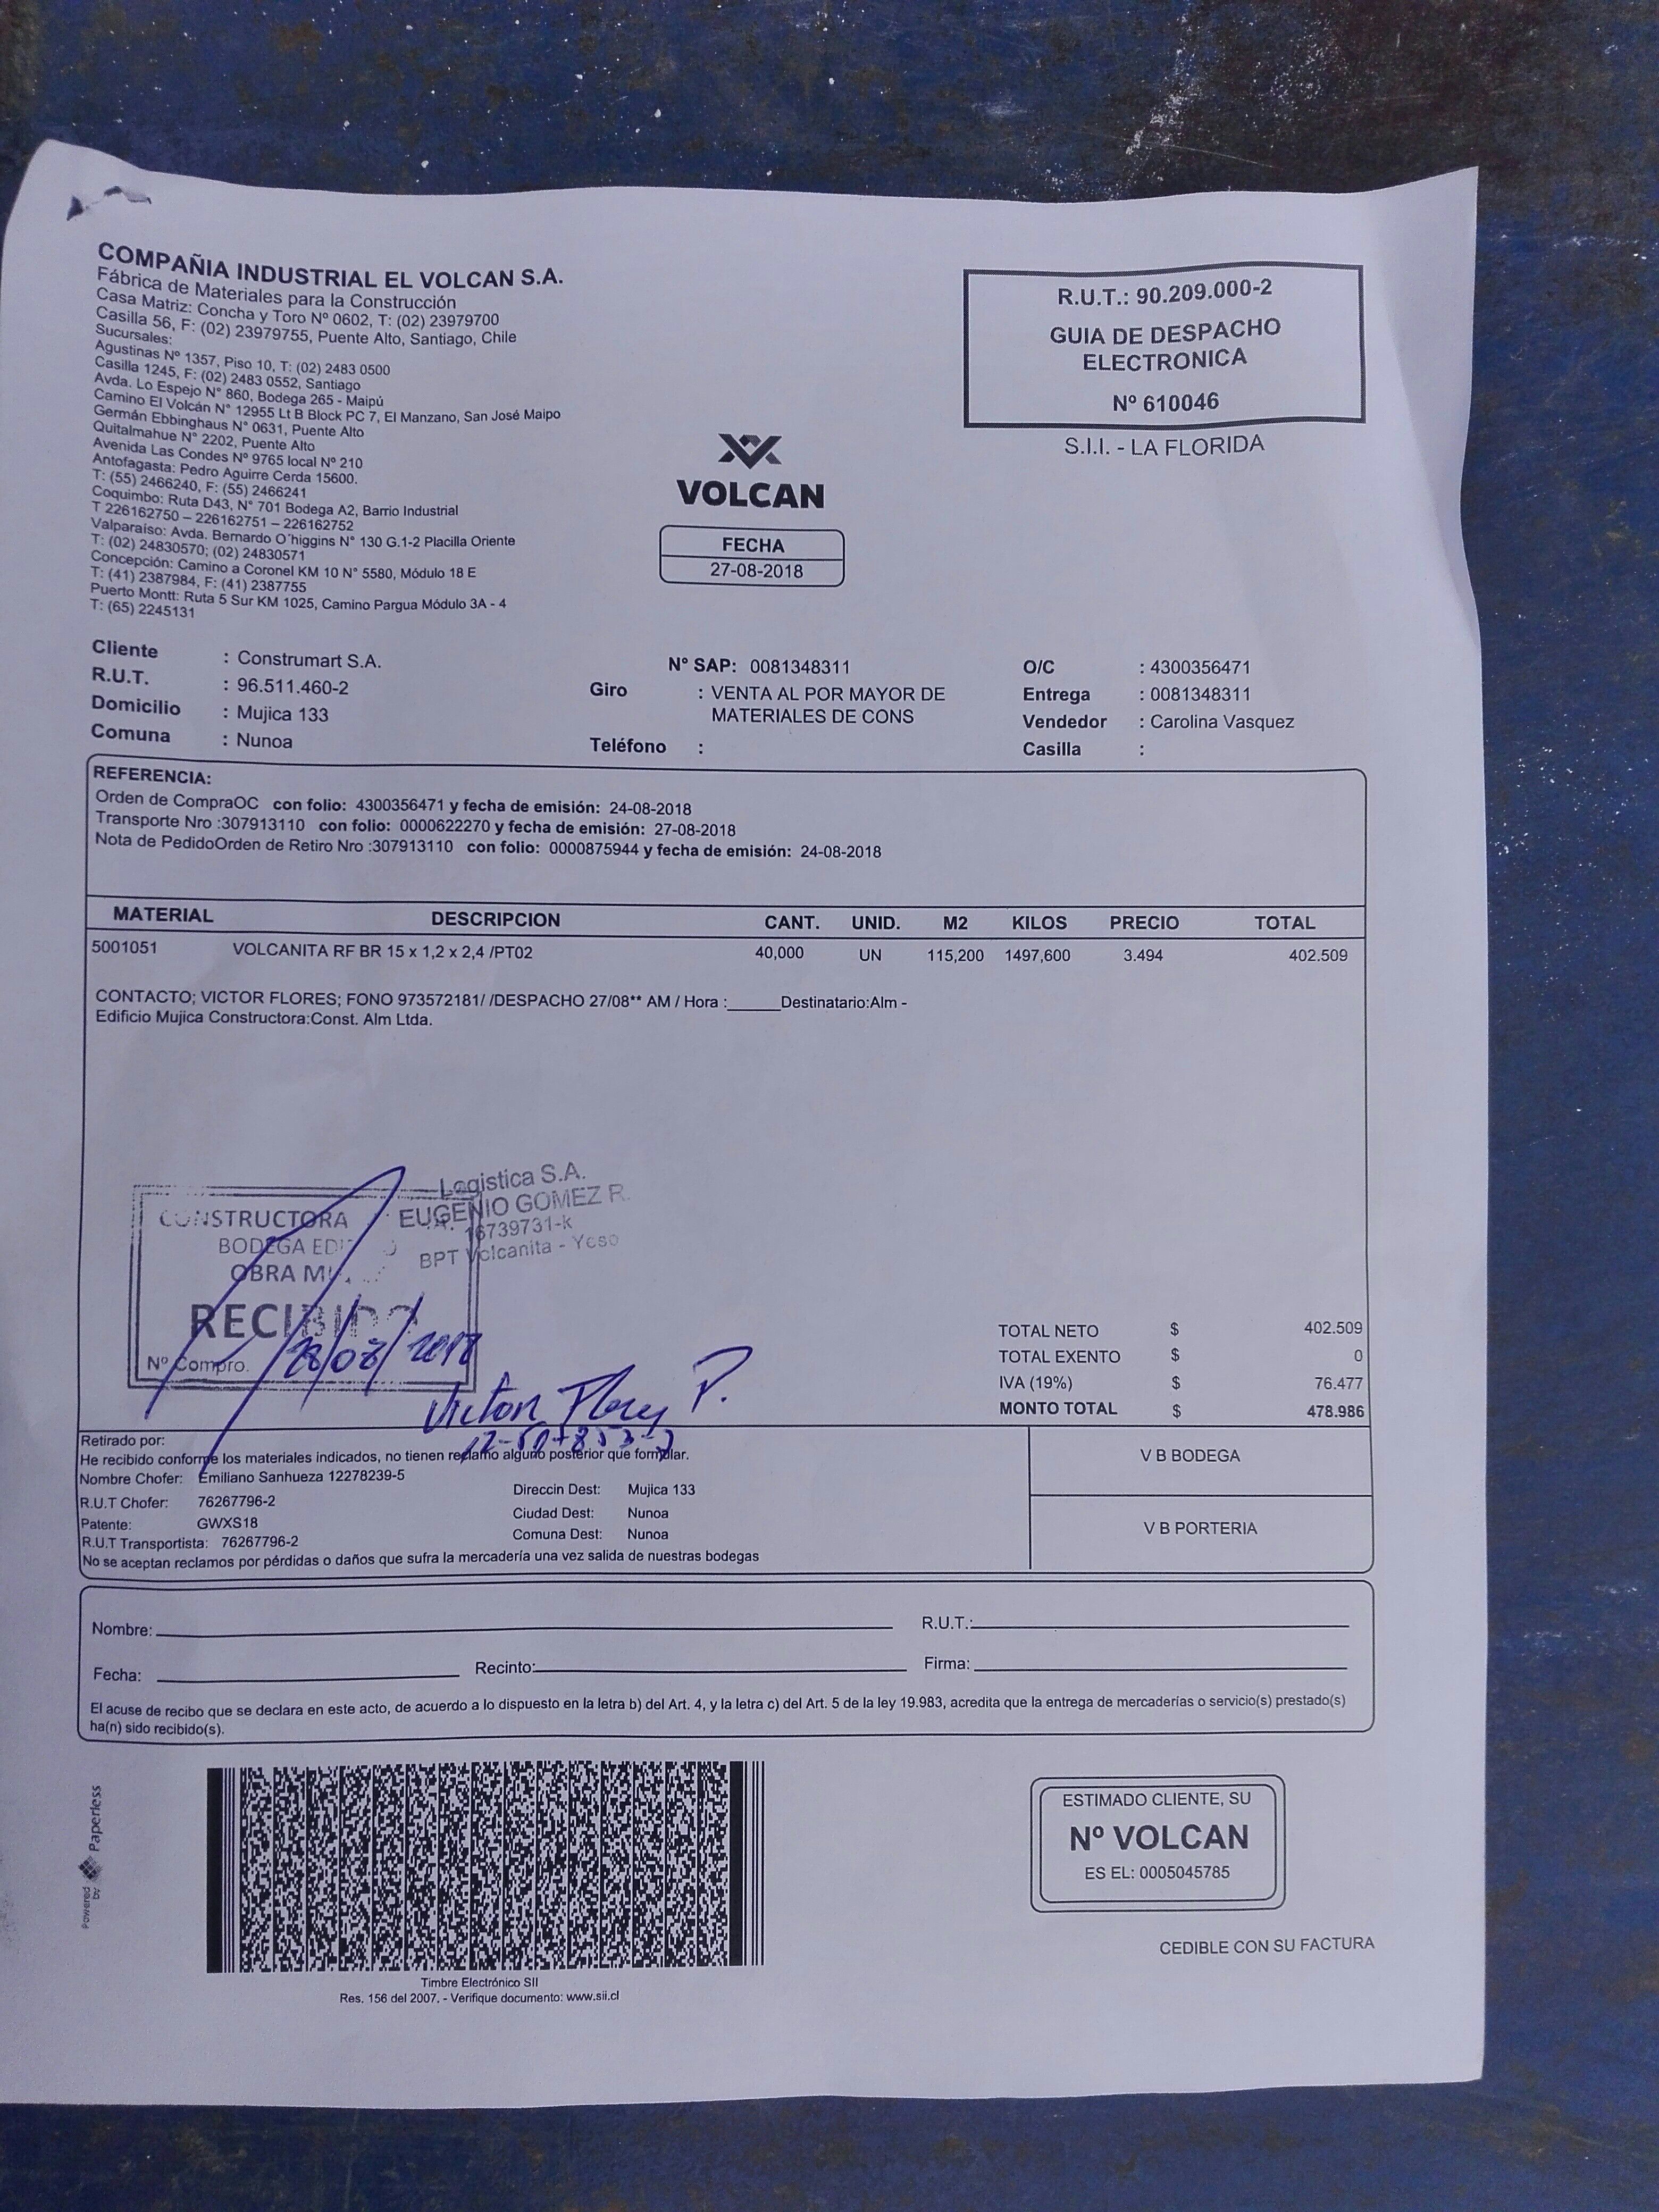 COMPAÑIA INDUSTRIAL EL VOLCAN S.A.
Fábrica de Materiales para la Construcción
Casa Matriz: Concha y Toro Nº 0602, T: (02) 23979700
Casilla 56, F: (02) 23979755, Puente Alto, Santiago, Chile
Sucursales:
Agustinas Nº 1357, Piso 10, T: (02) 2483 0500
Casilla 1245, F: (02) 2483 0552, Santiago
Avda. Lo Espejo N° 860, Bodega 265 - Maipú
Camino El Volcán N° 12955 Lt B Block PC 7, El Manzano, San José Maipo
Germán Ebbinghaus N° 0631, Puente Alto
Quitalmahue N° 2202, Puente Alto
Avenida Las Condes Nº 9765 local Nº 210
Antofagasta: Pedro Aguirre Cerda 15600.
T: (55) 2466240, F: (55) 2466241
Coquimbo: Ruta D43, N° 701 Bodega A2, Barrio Industrial
T 226162750 – 226162751 – 226162752
Valparaíso: Avda. Bernardo O´higgins N° 130 G.1-2 Placilla Oriente
T: (02) 24830570; (02) 24830571
Concepción: Camino a Coronel KM 10 N° 5580, Módulo 18 E
T: (41) 2387984, F: (41) 2387755
Puerto Montt: Ruta 5 Sur KM 1025, Camino Pargua Módulo 3A - 4
T: (65) 2245131
R.U.T.: 90.209.000-2
GUIA DE DESPACHO
ELECTRONICA
Nº 610046
S.I.I. - LA FLORIDA
VOLCAN
FECHA
27-08-2018
Cliente : Construmart S.A.
R.U.T. : 96.511.460-2
Domicilio : Mujica 133
Comuna : Nunoa
N° SAP: 0081348311
Giro : VENTA AL POR MAYOR DE
MATERIALES DE CONS
Teléfono :
O/C : 4300356471
Entrega : 0081348311
Vendedor : Carolina Vasquez
Casilla :
REFERENCIA:
Orden de CompraOC con folio: 4300356471 y fecha de emisión: 24-08-2018
Transporte Nro :307913110 con folio: 0000622270 y fecha de emisión: 27-08-2018
Nota de PedidoOrden de Retiro Nro :307913110 con folio: 0000875944 y fecha de emisión: 24-08-2018
MATERIAL DESCRIPCION CANT. UNID. M2 KILOS PRECIO TOTAL
5001051 VOLCANITA RF BR 15 x 1,2 x 2,4 /PT02 40,000 UN 115,200 1497,600 3.494 402.509
CONTACTO; VICTOR FLORES; FONO 973572181/ /DESPACHO 27/08** AM / Hora :______Destinatario:Alm -
Edificio Mujica Constructora:Const. Alm Ltda.
Logistica S.A.
EUGENIO GOMEZ R.
16739731-k
BPT Volcanita - Yeso
CONSTRUCTORA
BODEGA
OBRA
RECIBIDO
Nº Compro.
28/08/2018
Victor Flores P.
TOTAL NETO $ 402.509
TOTAL EXENTO $ 0
IVA (19%) $ 76.477
MONTO TOTAL $ 478.986
Retirado por:
He recibido conforme los materiales indicados, no tienen reclamo alguno posterior que formular.
Nombre Chofer: Emiliano Sanhueza 12278239-5
R.U.T Chofer: 76267796-2
Patente: GWXS18
R.U.T Transportista: 76267796-2
Direccin Dest: Mujica 133
Ciudad Dest: Nunoa
Comuna Dest: Nunoa
No se aceptan reclamos por pérdidas o daños que sufra la mercadería una vez salida de nuestras bodegas
V B BODEGA
V B PORTERIA
Nombre: R.U.T.:
Fecha: Recinto: Firma:
El acuse de recibo que se declara en este acto, de acuerdo a lo dispuesto en la letra b) del Art. 4, y la letra c) del Art. 5 de la ley 19.983, acredita que la entrega de mercaderías o servicio(s) prestado(s)
ha(n) sido recibido(s).
Powered by Paperless
Timbre Electrónico SII
Res. 156 del 2007. - Verifique documento: www.sii.cl
ESTIMADO CLIENTE, SU
Nº VOLCAN
ES EL: 0005045785
CEDIBLE CON SU FACTURA